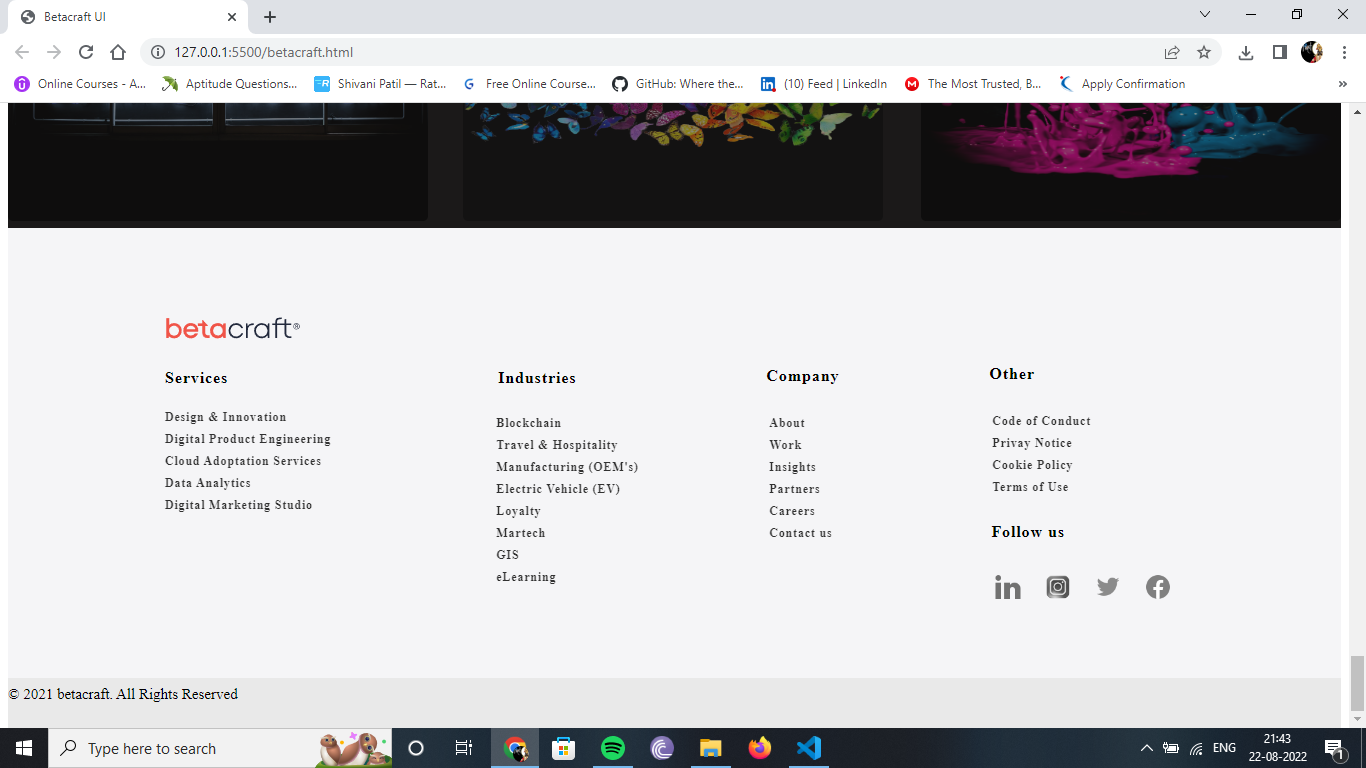 Betacraft UI
127.0.0.1:5500/betacraft.html
Online Courses - A...
Aptitude Questions...
Shivani Patil — Rat...
Free Online Course...
GitHub: Where the...
(10) Feed | LinkedIn
The Most Trusted, B...
Apply Confirmation
»
betacraft®
Services
Design & Innovation
Digital Product Engineering
Cloud Adoptation Services
Data Analytics
Digital Marketing Studio
Industries
Blockchain
Travel & Hospitality
Manufacturing (OEM's)
Electric Vehicle (EV)
Loyalty
Martech
GIS
eLearning
Company
About
Work
Insights
Partners
Careers
Contact us
Other
Code of Conduct
Privay Notice
Cookie Policy
Terms of Use
Follow us
© 2021 betacraft. All Rights Reserved
Type here to search
ENG
21:43
22-08-2022
1